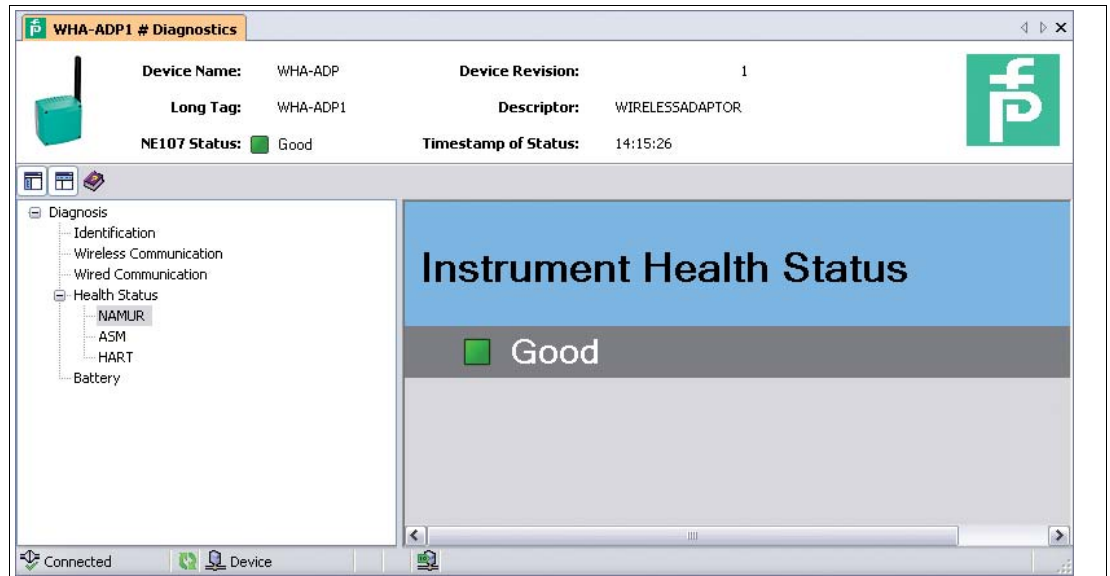 WHA-ADP1 # Diagnostics
Device Name: WHA-ADP Device Revision: 1
Long Tag: WHA-ADP1 Descriptor: WIRELESSADAPTOR
NE107 Status: Good Timestamp of Status: 14:15:26
Diagnosis
Identification
Wireless Communication
Wired Communication
Health Status
NAMUR
ASM
HART
Battery
Instrument Health Status
Good
Connected Device